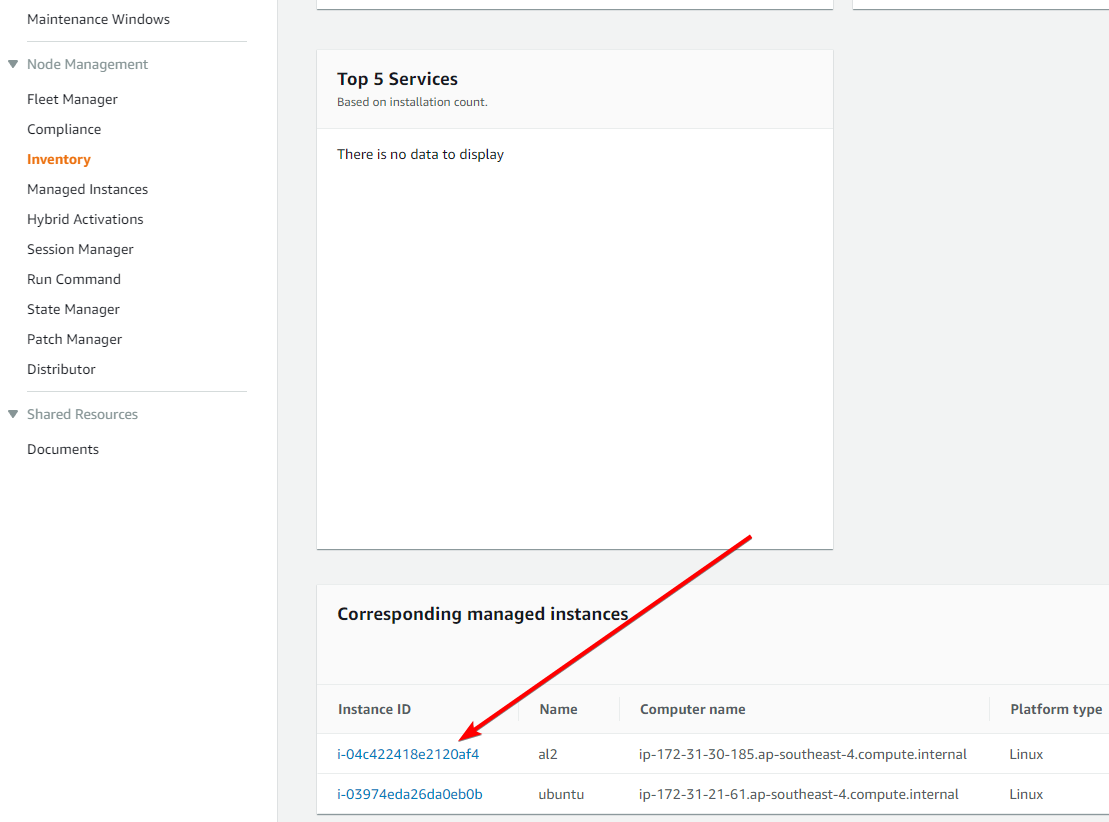 Maintenance Windows
Node Management
Fleet Manager
Compliance
Inventory
Managed Instances
Hybrid Activations
Session Manager
Run Command
State Manager
Patch Manager
Distributor
Shared Resources
Documents
Top 5 Services
Based on installation count.
There is no data to display
Corresponding managed instances
Instance ID Name Computer name Platform type
i-04c422418e2120af4 al2 ip-172-31-30-185.ap-southeast-4.compute.internal Linux
i-03974eda26da0eb0b ubuntu ip-172-31-21-61.ap-southeast-4.compute.internal Linux